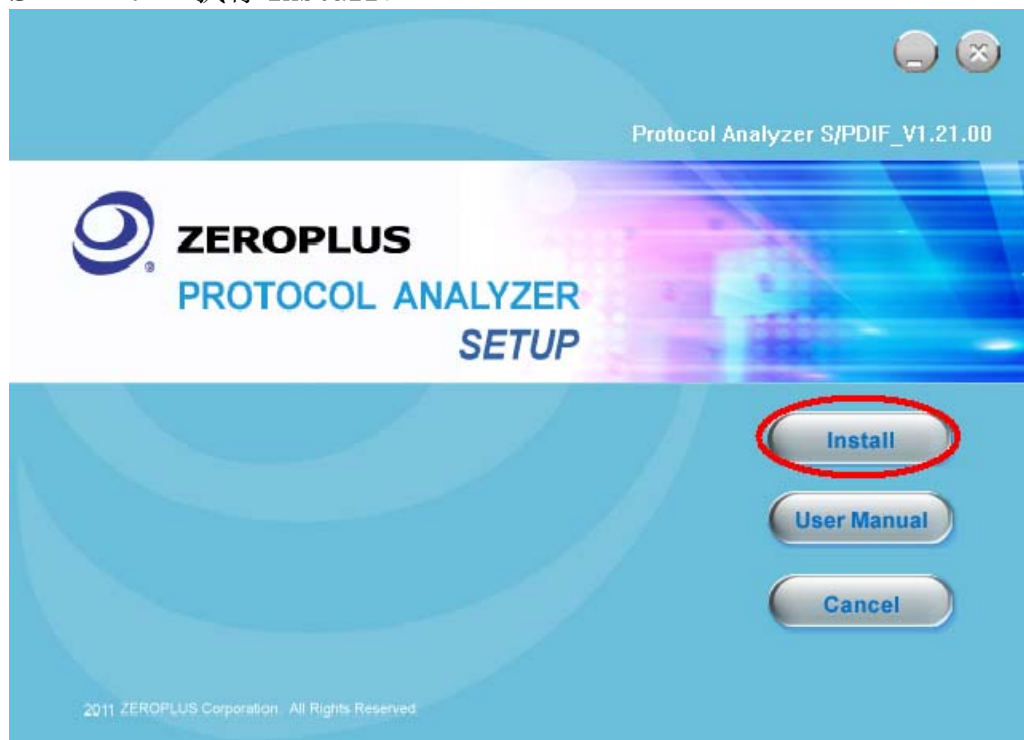 Protocol Analyzer S/PDIF_V1.21.00
ZEROPLUS
PROTOCOL ANALYZER
SETUP
Install
User Manual
Cancel
2011 ZEROPLUS Corporation. All Rights Reserved.